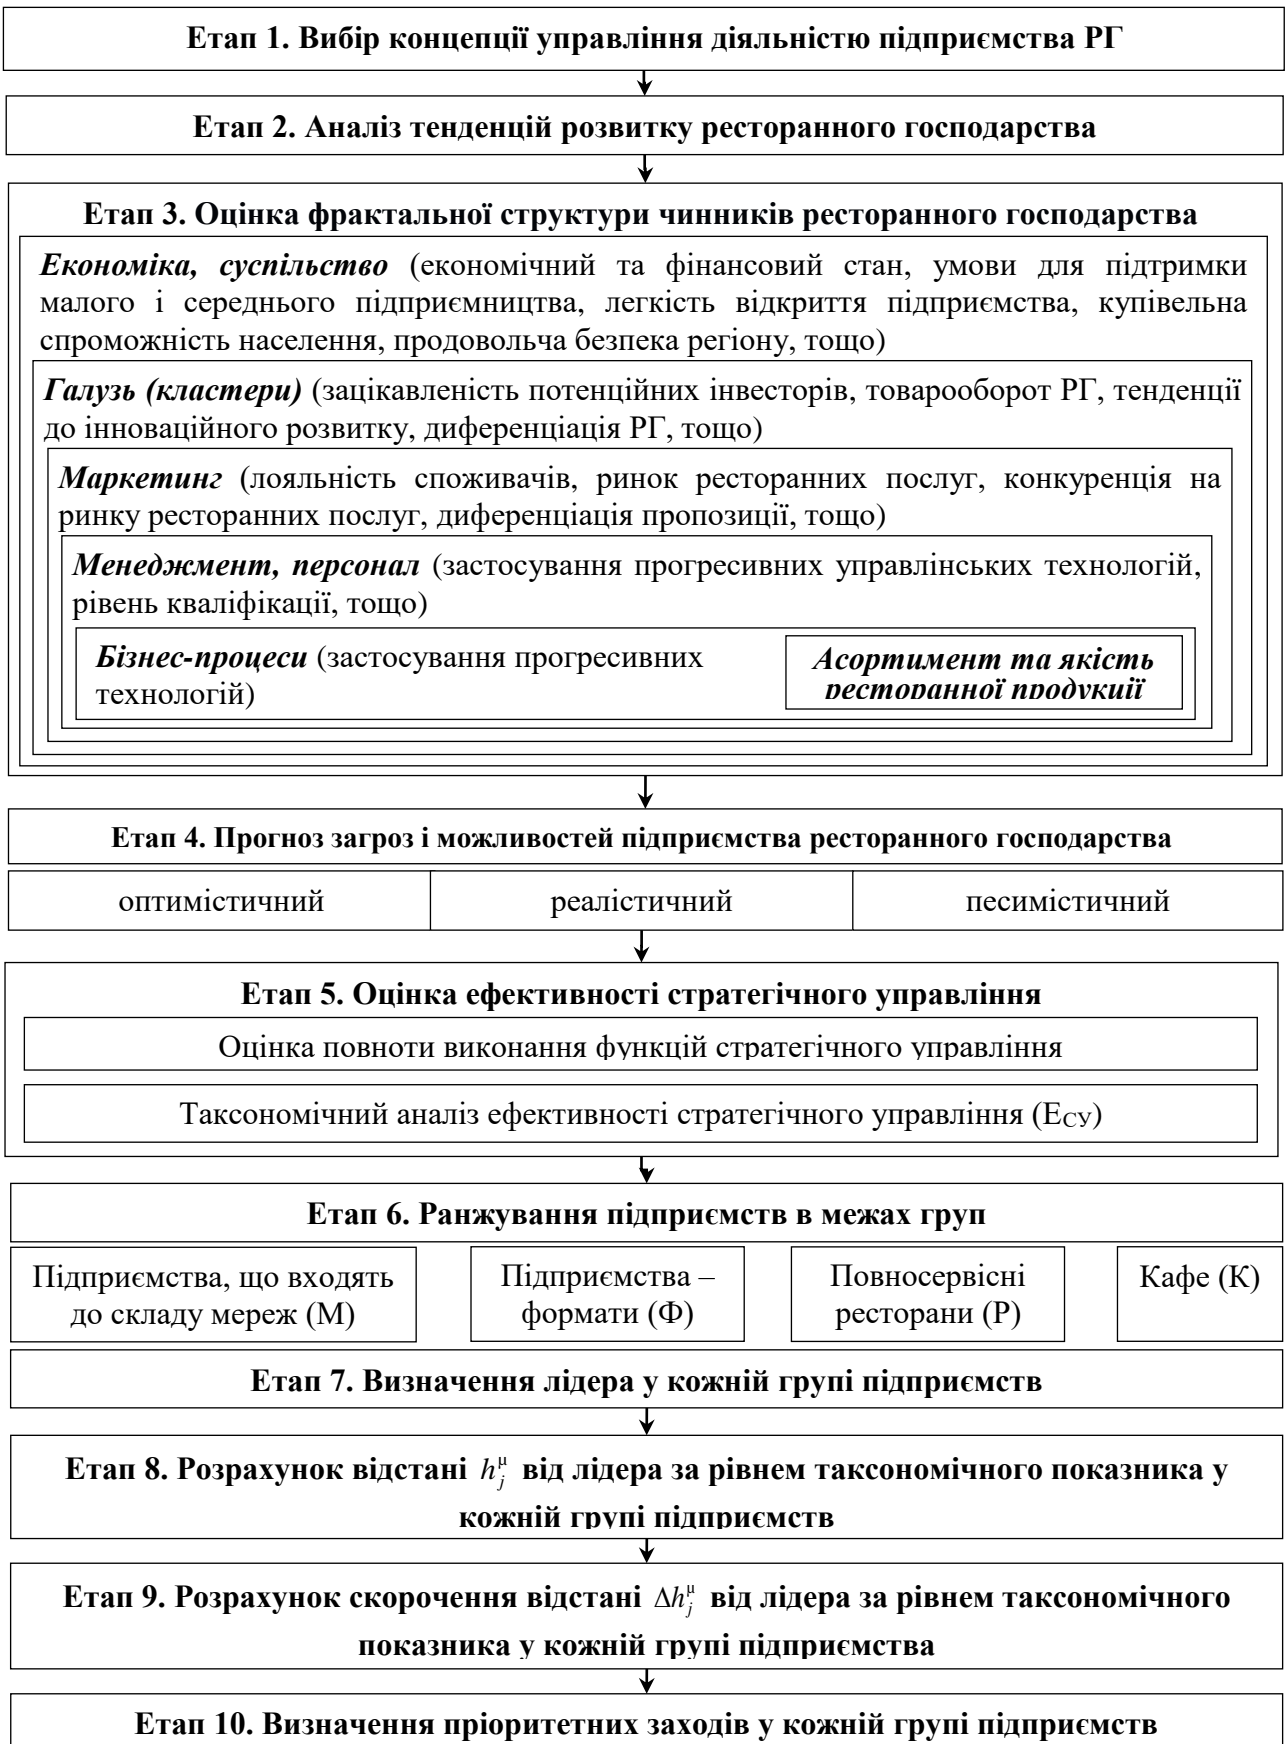 Етап 1. Вибір концепції управління діяльністю підприємства РГ
Етап 2. Аналіз тенденцій розвитку ресторанного господарства
Етап 3. Оцінка фрактальної структури чинників ресторанного господарства
Економіка, суспільство (економічний та фінансовий стан, умови для підтримки
малого і середнього підприємництва, легкість відкриття підприємства, купівельна
спроможність населення, продовольча безпека регіону, тощо)
Галузь (кластери) (зацікавленість потенційних інвесторів, товарооборот РГ, тенденції
до інноваційного розвитку, диференціація РГ, тощо)
Маркетинг (лояльність споживачів, ринок ресторанних послуг, конкуренція на
ринку ресторанних послуг, диференціація пропозиції, тощо)
Менеджмент, персонал (застосування прогресивних управлінських технологій,
рівень кваліфікації, тощо)
Бізнес-процеси (застосування прогресивних
технологій)
Асортимент та якість
ресторанної продукції
Етап 4. Прогноз загроз і можливостей підприємства ресторанного господарства
оптимістичний
реалістичний
песимістичний
Етап 5. Оцінка ефективності стратегічного управління
Оцінка повноти виконання функцій стратегічного управління
Таксономічний аналіз ефективності стратегічного управління (Е_СУ)
Етап 6. Ранжування підприємств в межах груп
Підприємства, що входять
до складу мереж (М)
Підприємства –
формати (Ф)
Повносервісні
ресторани (Р)
Кафе (К)
Етап 7. Визначення лідера у кожній групі підприємств
Етап 8. Розрахунок відстані h_j^μ від лідера за рівнем таксономічного показника у
кожній групі підприємств
Етап 9. Розрахунок скорочення відстані Δh_j^μ від лідера за рівнем таксономічного
показника у кожній групі підприємства
Етап 10. Визначення пріоритетних заходів у кожній групі підприємств